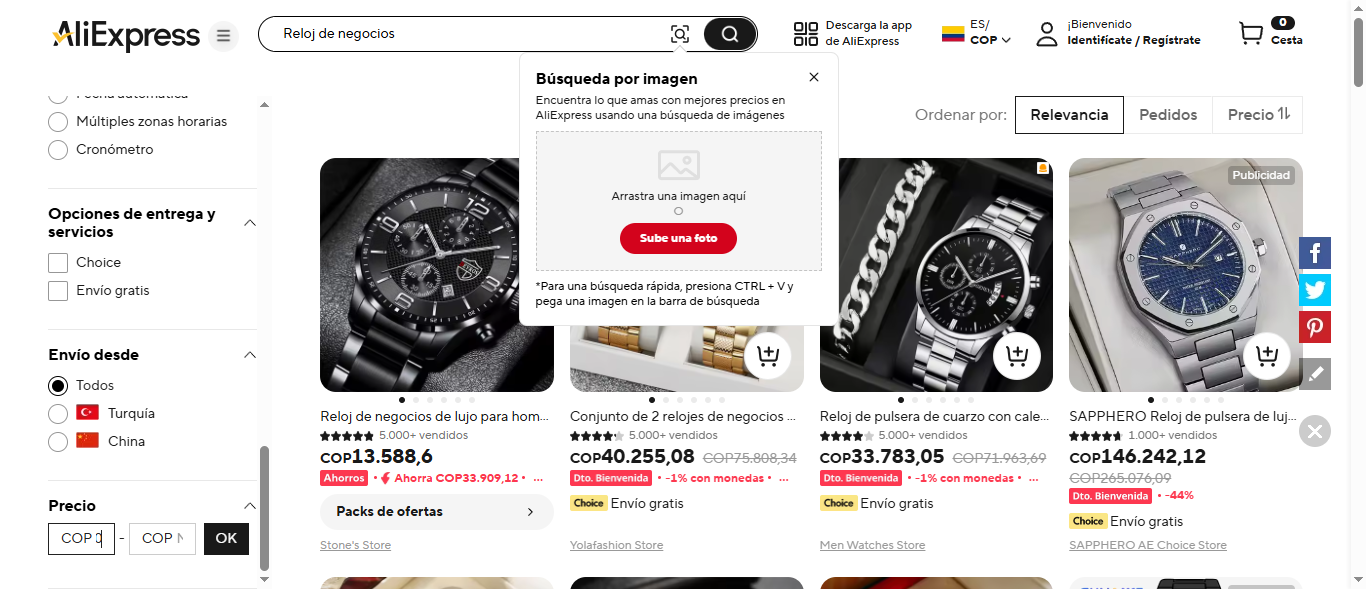 AliExpress
Reloj de negocios
Descarga la app
de AliExpress
ES/
COP
¡Bienvenido
Identifícate / Regístrate
0
Cesta
Búsqueda por imagen
Encuentra lo que amas con mejores precios en
AliExpress usando una búsqueda de imágenes
Arrastra una imagen aquí
O
Sube una foto
*Para una búsqueda rápida, presiona CTRL + V y
pega una imagen en la barra de búsqueda
Fecha automática
Múltiples zonas horarias
Cronómetro
Opciones de entrega y
servicios
Choice
Envío gratis
Envío desde
Todos
Turquía
China
Precio
COP
-
COP
OK
Ordenar por:
Relevancia
Pedidos
Precio
Publicidad
Reloj de negocios de lujo para hom...
5.000+ vendidos
COP13.588,6
Ahorros
Ahorra COP33.909,12 • ...
Packs de ofertas
Stone's Store
Conjunto de 2 relojes de negocios ...
5.000+ vendidos
COP40.255,08 COP75.808,34
Dto. Bienvenida • -1% con monedas • ...
Choice Envío gratis
Yolafashion Store
Reloj de pulsera de cuarzo con cale...
5.000+ vendidos
COP33.783,05 COP71.963,69
Dto. Bienvenida • -1% con monedas • ...
Choice Envío gratis
Men Watches Store
SAPPHERO Reloj de pulsera de luj...
1.000+ vendidos
COP146.242,12
COP265.076,09
Dto. Bienvenida • -44%
Choice Envío gratis
SAPPHERO AE Choice Store